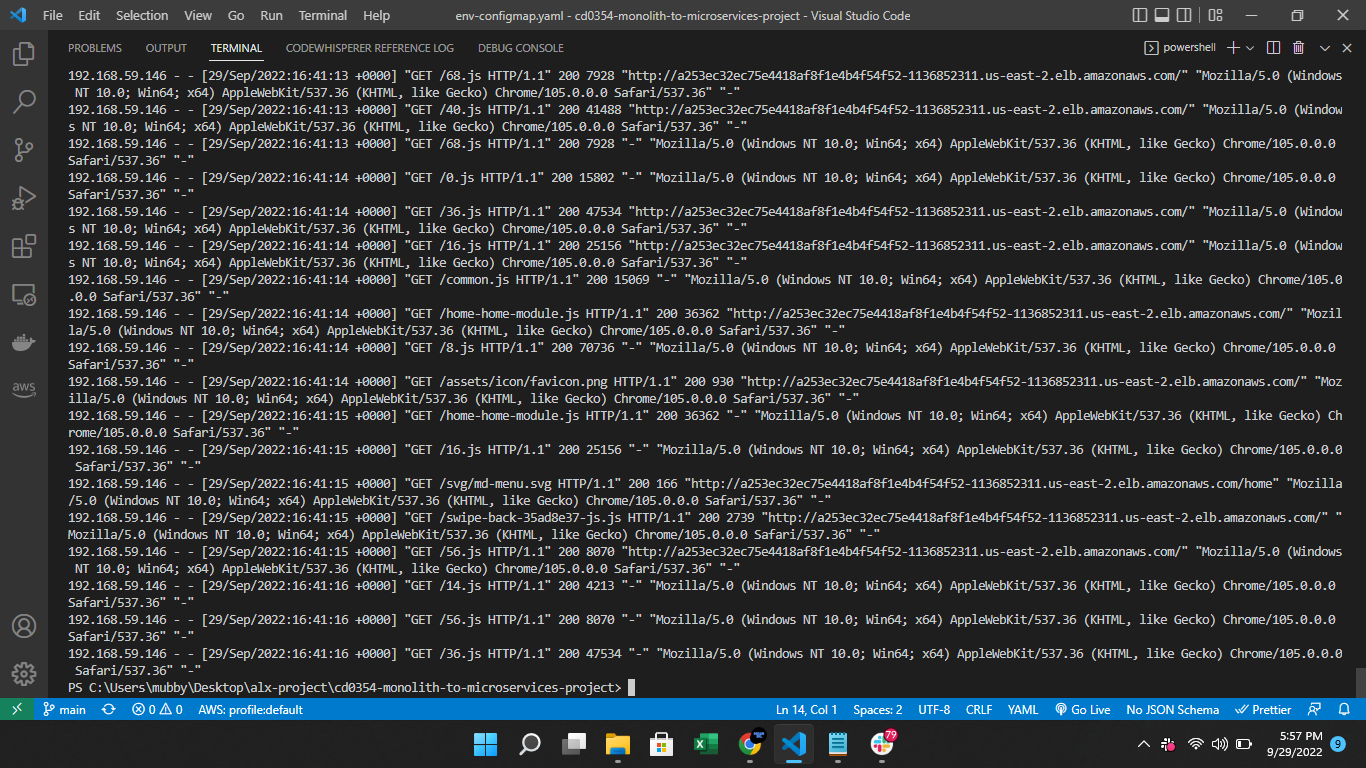 File Edit Selection View Go Run Terminal Help env-configmap.yaml - cd0354-monolith-to-microservices-project - Visual Studio Code
PROBLEMS OUTPUT TERMINAL CODEWHISPERER REFERENCE LOG DEBUG CONSOLE powershell
192.168.59.146 - - [29/Sep/2022:16:41:13 +0000] "GET /68.js HTTP/1.1" 200 7928 "http://a253ec32ec75e4418af8f1e4b4f54f52-1136852311.us-east-2.elb.amazonaws.com/" "Mozilla/5.0 (Windows
NT 10.0; Win64; x64) AppleWebKit/537.36 (KHTML, like Gecko) Chrome/105.0.0.0 Safari/537.36" "-"
192.168.59.146 - - [29/Sep/2022:16:41:13 +0000] "GET /40.js HTTP/1.1" 200 41488 "http://a253ec32ec75e4418af8f1e4b4f54f52-1136852311.us-east-2.elb.amazonaws.com/" "Mozilla/5.0 (Window
s NT 10.0; Win64; x64) AppleWebKit/537.36 (KHTML, like Gecko) Chrome/105.0.0.0 Safari/537.36" "-"
192.168.59.146 - - [29/Sep/2022:16:41:13 +0000] "GET /68.js HTTP/1.1" 200 7928 "-" "Mozilla/5.0 (Windows NT 10.0; Win64; x64) AppleWebKit/537.36 (KHTML, like Gecko) Chrome/105.0.0.0
Safari/537.36" "-"
192.168.59.146 - - [29/Sep/2022:16:41:14 +0000] "GET /0.js HTTP/1.1" 200 15802 "-" "Mozilla/5.0 (Windows NT 10.0; Win64; x64) AppleWebKit/537.36 (KHTML, like Gecko) Chrome/105.0.0.0
Safari/537.36" "-"
192.168.59.146 - - [29/Sep/2022:16:41:14 +0000] "GET /36.js HTTP/1.1" 200 47534 "http://a253ec32ec75e4418af8f1e4b4f54f52-1136852311.us-east-2.elb.amazonaws.com/" "Mozilla/5.0 (Window
s NT 10.0; Win64; x64) AppleWebKit/537.36 (KHTML, like Gecko) Chrome/105.0.0.0 Safari/537.36" "-"
192.168.59.146 - - [29/Sep/2022:16:41:14 +0000] "GET /16.js HTTP/1.1" 200 25156 "http://a253ec32ec75e4418af8f1e4b4f54f52-1136852311.us-east-2.elb.amazonaws.com/" "Mozilla/5.0 (Window
s NT 10.0; Win64; x64) AppleWebKit/537.36 (KHTML, like Gecko) Chrome/105.0.0.0 Safari/537.36" "-"
192.168.59.146 - - [29/Sep/2022:16:41:14 +0000] "GET /common.js HTTP/1.1" 200 15069 "-" "Mozilla/5.0 (Windows NT 10.0; Win64; x64) AppleWebKit/537.36 (KHTML, like Gecko) Chrome/105.0
.0.0 Safari/537.36" "-"
192.168.59.146 - - [29/Sep/2022:16:41:14 +0000] "GET /home-home-module.js HTTP/1.1" 200 36362 "http://a253ec32ec75e4418af8f1e4b4f54f52-1136852311.us-east-2.elb.amazonaws.com/" "Mozil
la/5.0 (Windows NT 10.0; Win64; x64) AppleWebKit/537.36 (KHTML, like Gecko) Chrome/105.0.0.0 Safari/537.36" "-"
192.168.59.146 - - [29/Sep/2022:16:41:14 +0000] "GET /8.js HTTP/1.1" 200 70736 "-" "Mozilla/5.0 (Windows NT 10.0; Win64; x64) AppleWebKit/537.36 (KHTML, like Gecko) Chrome/105.0.0.0
Safari/537.36" "-"
192.168.59.146 - - [29/Sep/2022:16:41:14 +0000] "GET /assets/icon/favicon.png HTTP/1.1" 200 930 "http://a253ec32ec75e4418af8f1e4b4f54f52-1136852311.us-east-2.elb.amazonaws.com/" "Moz
illa/5.0 (Windows NT 10.0; Win64; x64) AppleWebKit/537.36 (KHTML, like Gecko) Chrome/105.0.0.0 Safari/537.36" "-"
192.168.59.146 - - [29/Sep/2022:16:41:15 +0000] "GET /home-home-module.js HTTP/1.1" 200 36362 "-" "Mozilla/5.0 (Windows NT 10.0; Win64; x64) AppleWebKit/537.36 (KHTML, like Gecko) Ch
rome/105.0.0.0 Safari/537.36" "-"
192.168.59.146 - - [29/Sep/2022:16:41:15 +0000] "GET /16.js HTTP/1.1" 200 25156 "-" "Mozilla/5.0 (Windows NT 10.0; Win64; x64) AppleWebKit/537.36 (KHTML, like Gecko) Chrome/105.0.0.0
Safari/537.36" "-"
192.168.59.146 - - [29/Sep/2022:16:41:15 +0000] "GET /svg/md-menu.svg HTTP/1.1" 200 166 "http://a253ec32ec75e4418af8f1e4b4f54f52-1136852311.us-east-2.elb.amazonaws.com/home" "Mozilla
/5.0 (Windows NT 10.0; Win64; x64) AppleWebKit/537.36 (KHTML, like Gecko) Chrome/105.0.0.0 Safari/537.36" "-"
192.168.59.146 - - [29/Sep/2022:16:41:15 +0000] "GET /swipe-back-35ad8e37-js.js HTTP/1.1" 200 2739 "http://a253ec32ec75e4418af8f1e4b4f54f52-1136852311.us-east-2.elb.amazonaws.com/" "
Mozilla/5.0 (Windows NT 10.0; Win64; x64) AppleWebKit/537.36 (KHTML, like Gecko) Chrome/105.0.0.0 Safari/537.36" "-"
192.168.59.146 - - [29/Sep/2022:16:41:15 +0000] "GET /56.js HTTP/1.1" 200 8070 "http://a253ec32ec75e4418af8f1e4b4f54f52-1136852311.us-east-2.elb.amazonaws.com/" "Mozilla/5.0 (Windows
NT 10.0; Win64; x64) AppleWebKit/537.36 (KHTML, like Gecko) Chrome/105.0.0.0 Safari/537.36" "-"
192.168.59.146 - - [29/Sep/2022:16:41:16 +0000] "GET /14.js HTTP/1.1" 200 4213 "-" "Mozilla/5.0 (Windows NT 10.0; Win64; x64) AppleWebKit/537.36 (KHTML, like Gecko) Chrome/105.0.0.0
Safari/537.36" "-"
192.168.59.146 - - [29/Sep/2022:16:41:16 +0000] "GET /56.js HTTP/1.1" 200 8070 "-" "Mozilla/5.0 (Windows NT 10.0; Win64; x64) AppleWebKit/537.36 (KHTML, like Gecko) Chrome/105.0.0.0
Safari/537.36" "-"
192.168.59.146 - - [29/Sep/2022:16:41:16 +0000] "GET /36.js HTTP/1.1" 200 47534 "-" "Mozilla/5.0 (Windows NT 10.0; Win64; x64) AppleWebKit/537.36 (KHTML, like Gecko) Chrome/105.0.0.0
Safari/537.36" "-"
PS C:\Users\mubby\Desktop\alx-project\cd0354-monolith-to-microservices-project>
aws
main 0 0 AWS: profile:default Ln 14, Col 1 Spaces: 2 UTF-8 CRLF YAML Go Live No JSON Schema Prettier
79
5:57 PM
9/29/2022
9